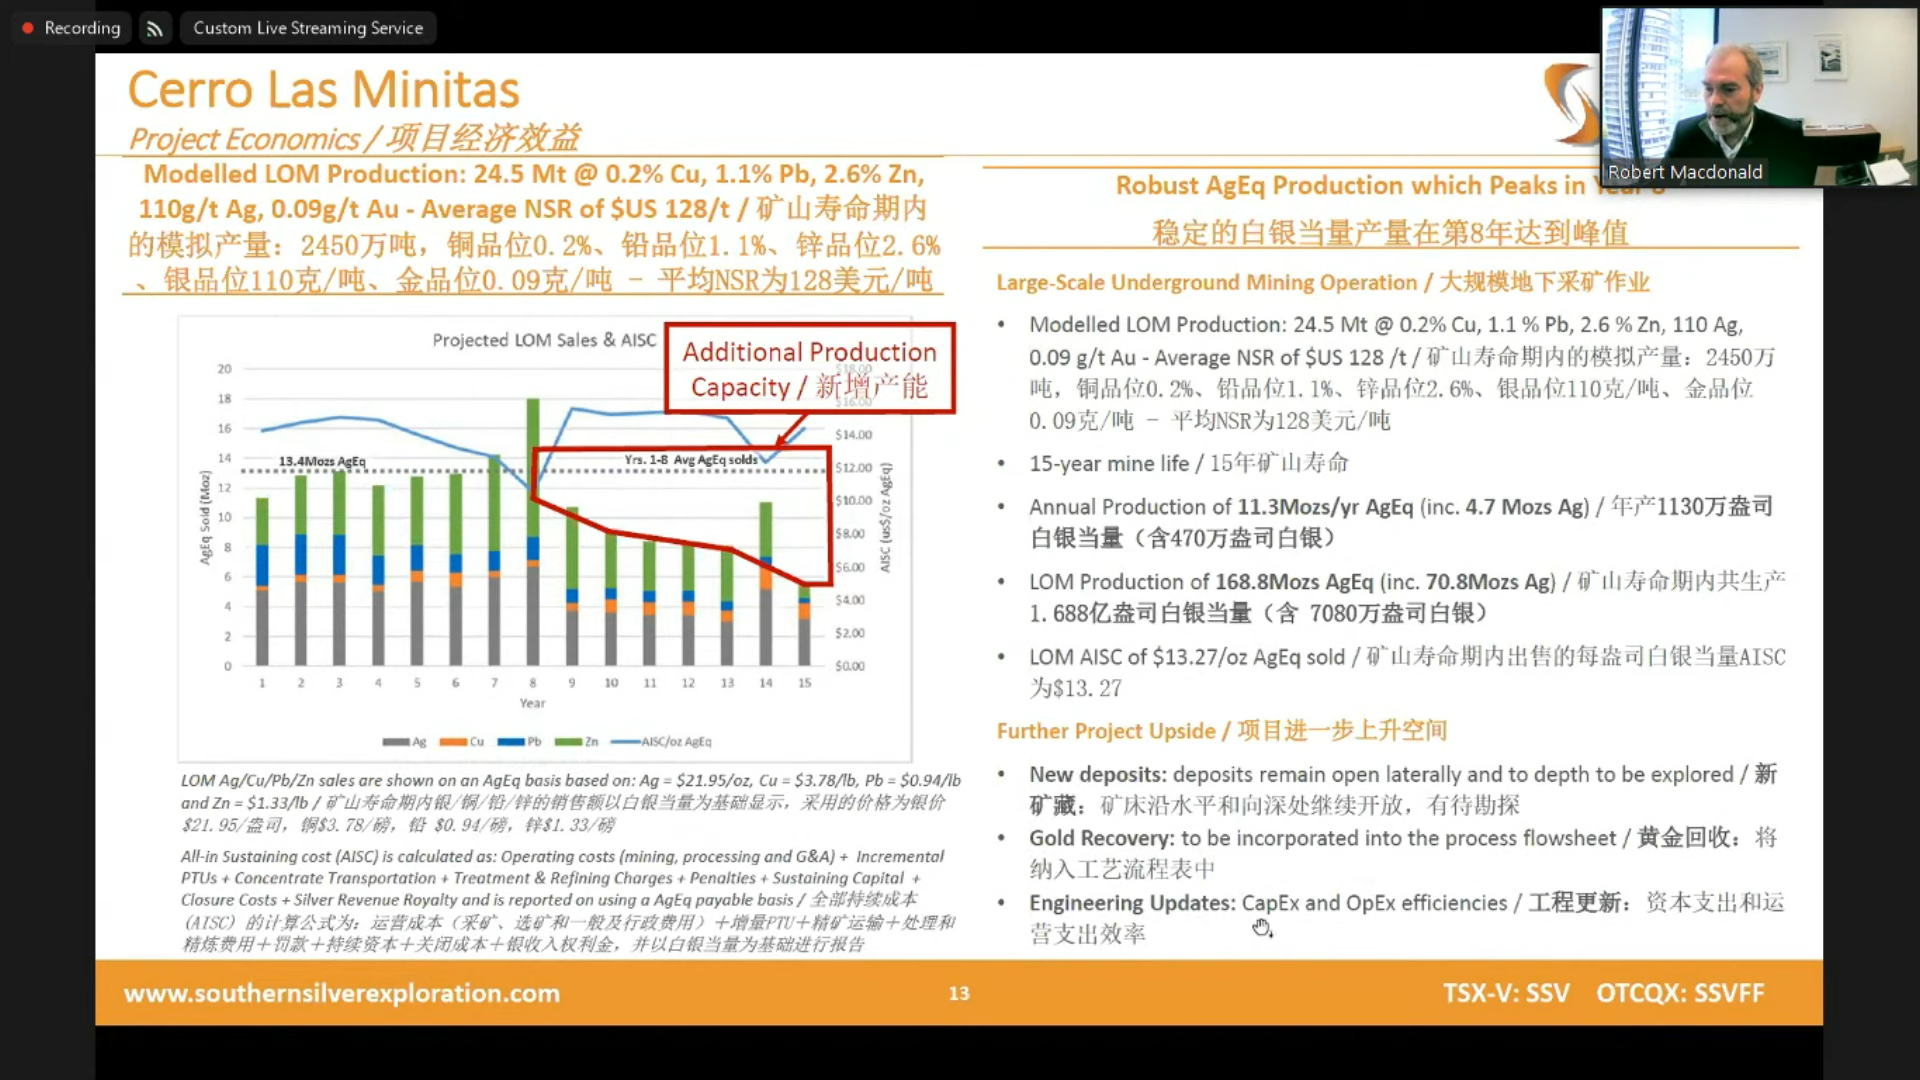 Recording
Custom Live Streaming Service
Cerro Las Minitas
Project Economics / 项目经济效益
Robert Macdonald
Modelled LOM Production: 24.5 Mt @ 0.2% Cu, 1.1% Pb, 2.6% Zn,
110g/t Ag, 0.09g/t Au - Average NSR of $US 128/t / 矿山寿命期内
的模拟产量：2450万吨，铜品位0.2%、铅品位1.1%、锌品位2.6%
、银品位110克/吨、金品位0.09克/吨 － 平均NSR为128美元/吨
Projected LOM Sales & AISC
Additional Production
Capacity / 新增产能
AgEq Sold (Moz)
20
18
16
14
12
10
8
6
4
2
0
13.4Mozs AgEq
Yrs. 1-8 Avg AgEq solds
$18.00
$16.00
$14.00
$12.00
$10.00
$8.00
$6.00
$4.00
$2.00
$0.00
AISC (us$/oz AgEq)
1 2 3 4 5 6 7 8 9 10 11 12 13 14 15
Year
Ag Cu Pb Zn AISC/oz AgEq
LOM Ag/Cu/Pb/Zn sales are shown on an AgEq basis based on: Ag = $21.95/oz, Cu = $3.78/lb, Pb = $0.94/lb
and Zn = $1.33/lb / 矿山寿命期内银/铜/铅/锌的销售额以白银当量为基础显示，采用的价格为银价
$21.95/盎司，铜$3.78/磅，铅 $0.94/磅，锌$1.33/磅
All-in Sustaining cost (AISC) is calculated as: Operating costs (mining, processing and G&A) + Incremental
PTUs + Concentrate Transportation + Treatment & Refining Charges + Penalties + Sustaining Capital +
Closure Costs + Silver Revenue Royalty and is reported on using a AgEq payable basis / 全部持续成本
(AISC) 的计算公式为：运营成本（采矿、选矿和一般及行政费用）＋增量PTU＋精矿运输＋处理和
精炼费用＋罚款＋持续资本＋关闭成本＋银收入权利金，并以白银当量为基础进行报告
Robust AgEq Production which Peaks in
稳定的白银当量产量在第8年达到峰值
Large-Scale Underground Mining Operation / 大规模地下采矿作业
• Modelled LOM Production: 24.5 Mt @ 0.2% Cu, 1.1 % Pb, 2.6 % Zn, 110 Ag,
0.09 g/t Au - Average NSR of $US 128 /t / 矿山寿命期内的模拟产量：2450万
吨，铜品位0.2%、铅品位1.1%、锌品位2.6%、银品位110克/吨、金品位
0.09克/吨 － 平均NSR为128美元/吨
• 15-year mine life / 15年矿山寿命
• Annual Production of 11.3Mozs/yr AgEq (inc. 4.7 Mozs Ag) / 年产1130万盎司
白银当量（含470万盎司白银）
• LOM Production of 168.8Mozs AgEq (inc. 70.8Mozs Ag) / 矿山寿命期内共生产
1.688亿盎司白银当量（含 7080万盎司白银）
• LOM AISC of $13.27/oz AgEq sold / 矿山寿命期内出售的每盎司白银当量AISC
为$13.27
Further Project Upside / 项目进一步上升空间
• New deposits: deposits remain open laterally and to depth to be explored / 新
矿藏：矿床沿水平和向深处继续开放，有待勘探
• Gold Recovery: to be incorporated into the process flowsheet / 黄金回收：将
纳入工艺流程表中
• Engineering Updates: CapEx and OpEx efficiencies / 工程更新：资本支出和运
营支出效率
www.southernsilverexploration.com
13
TSX-V: SSV OTCQX: SSVFF